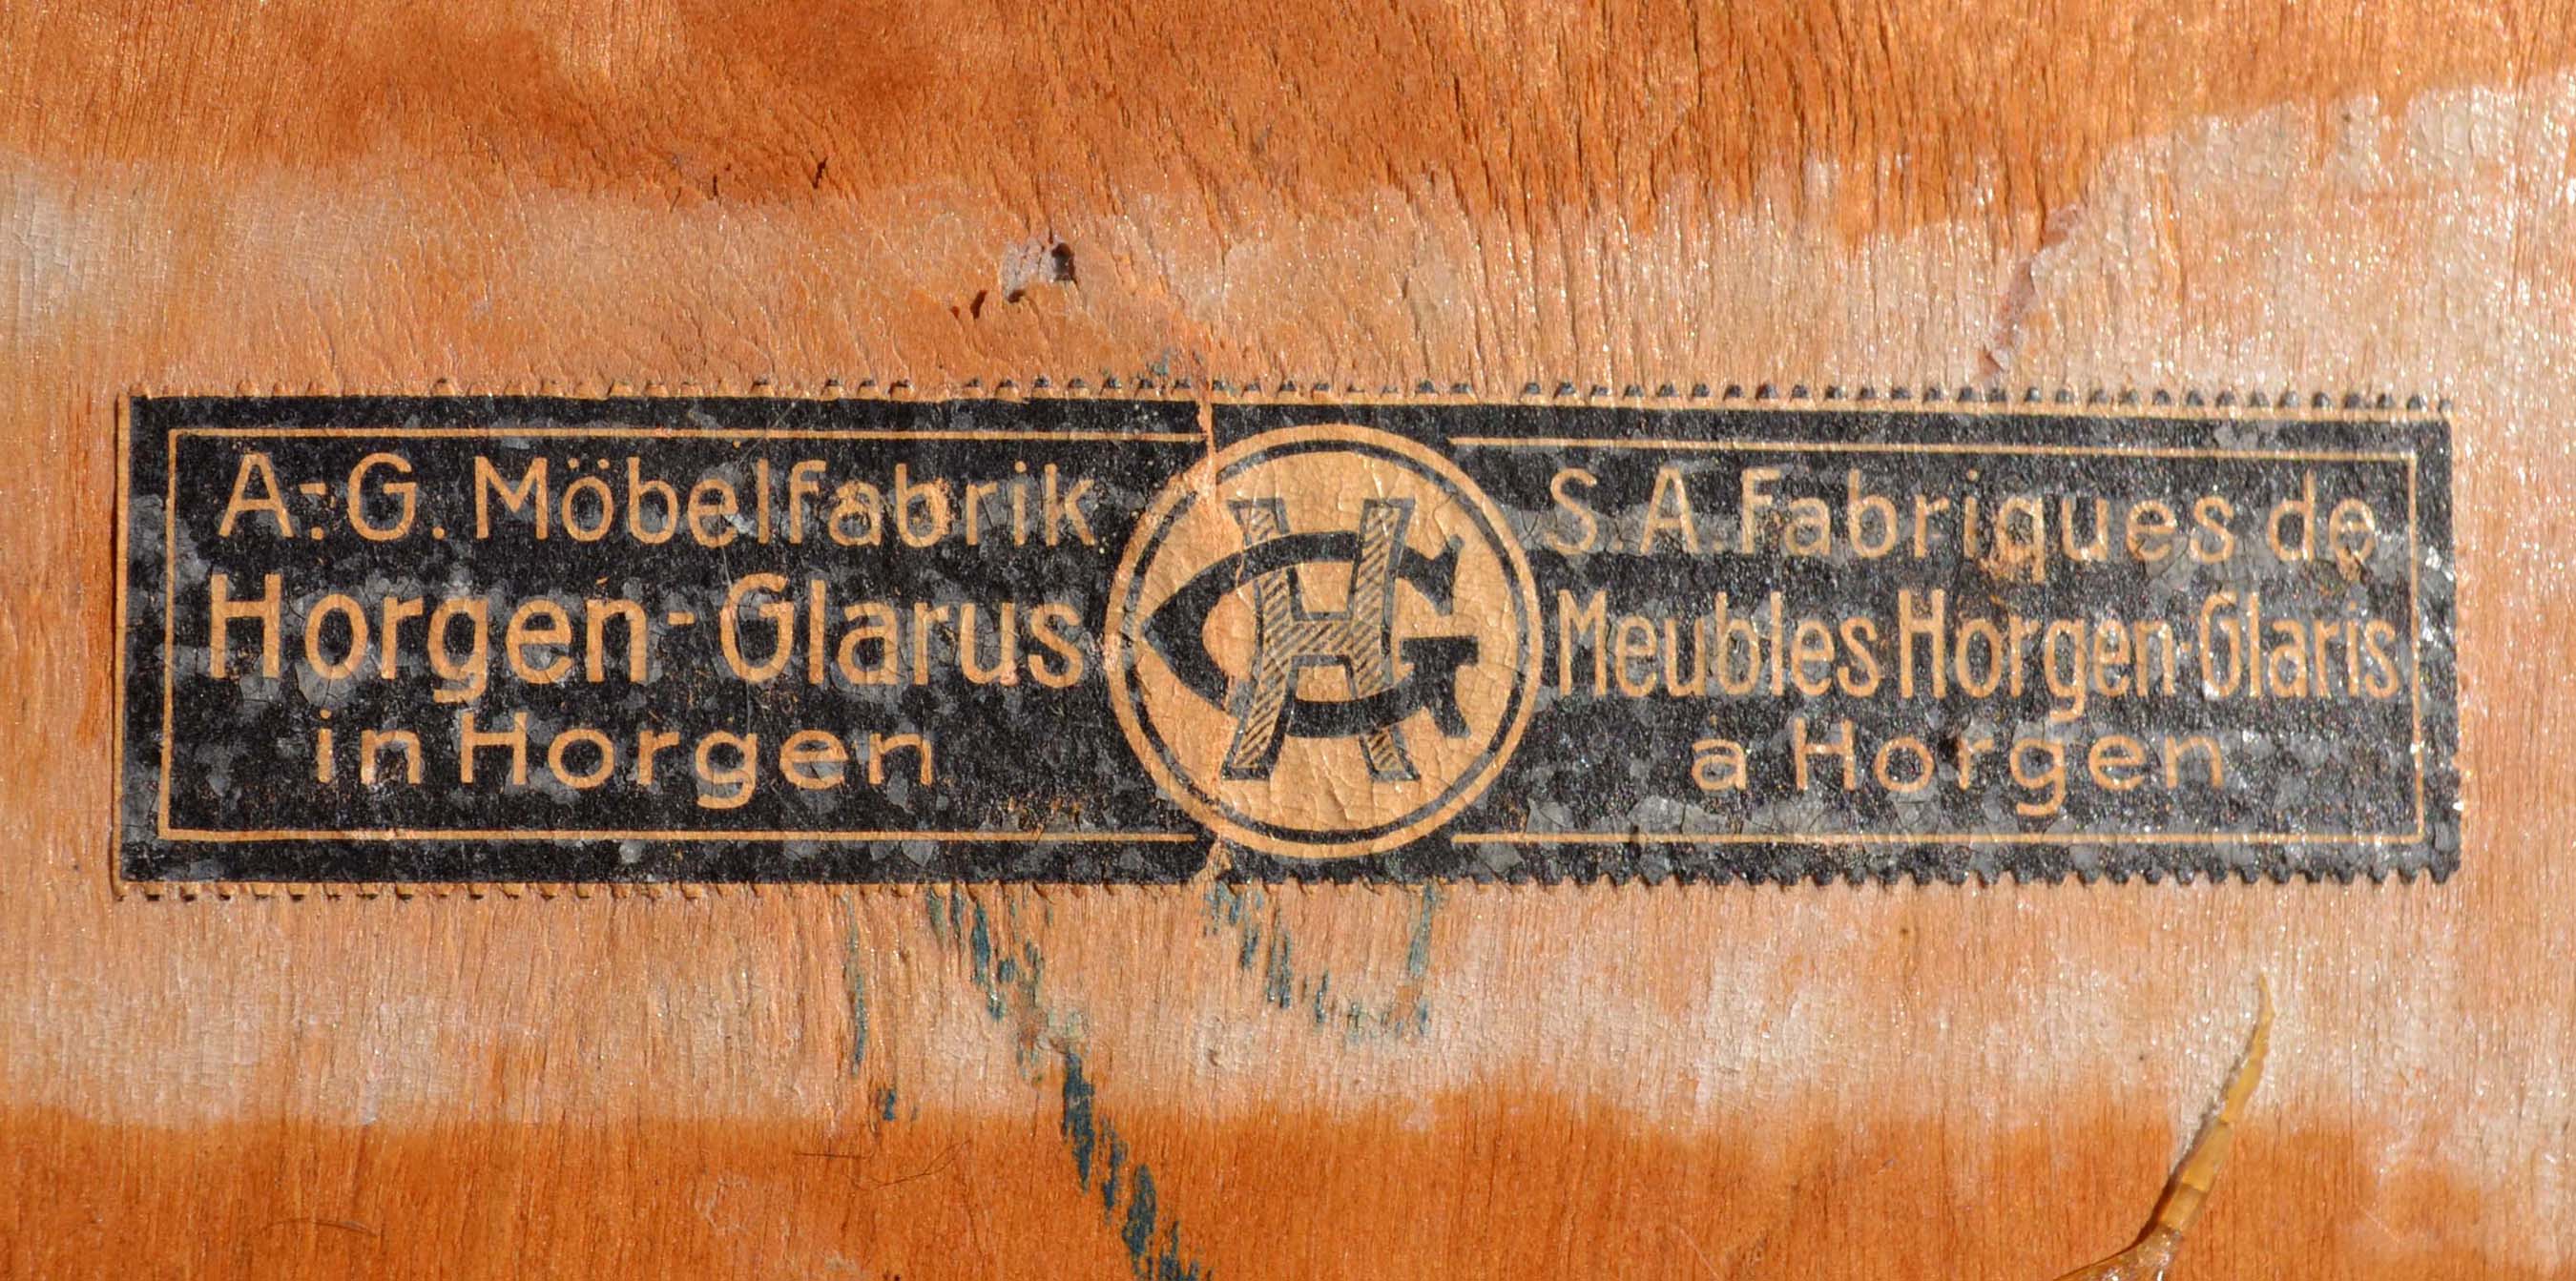 A.-G. Möbelfabrik
Horgen-Glarus
in Horgen
HG
S.A. Fabriques de
Meubles Horgen-Glaris
à Horgen